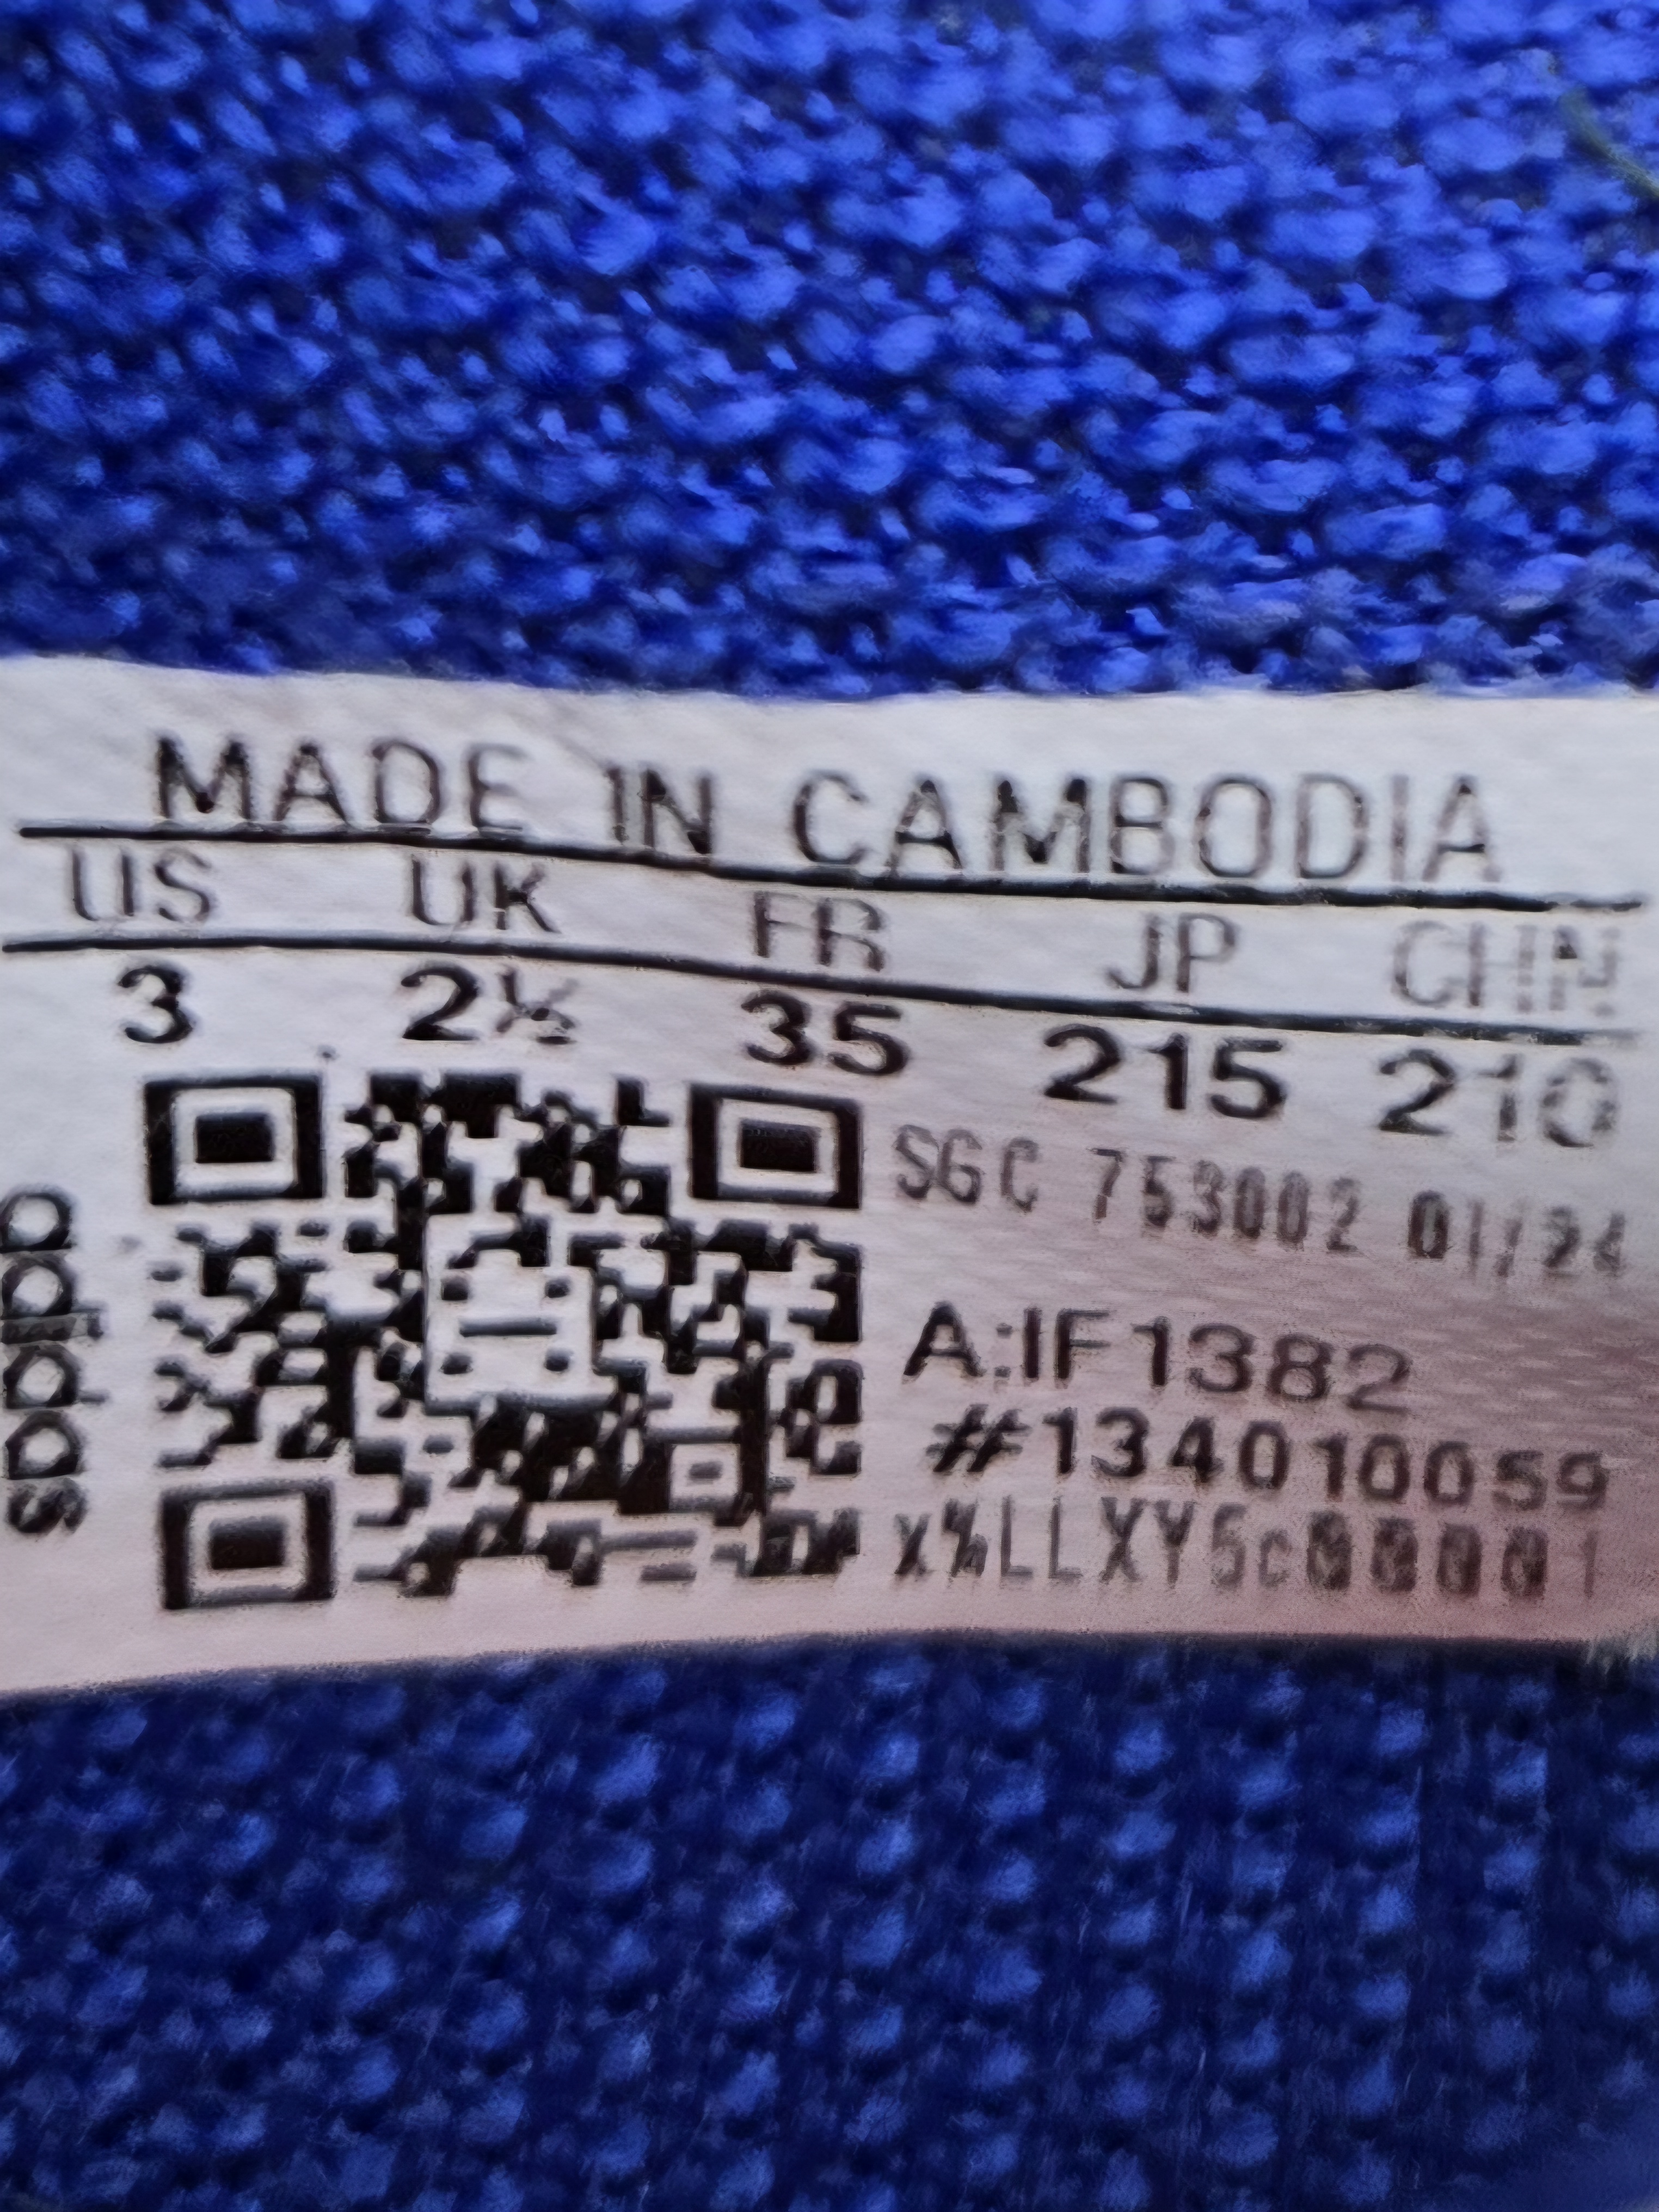 MADE IN CAMBODIA
US UK FR JP CHN
3 2½ 35 215 210
SGC 753002 01/24
A:IF1382
#134010059
x%LLXY5c00001